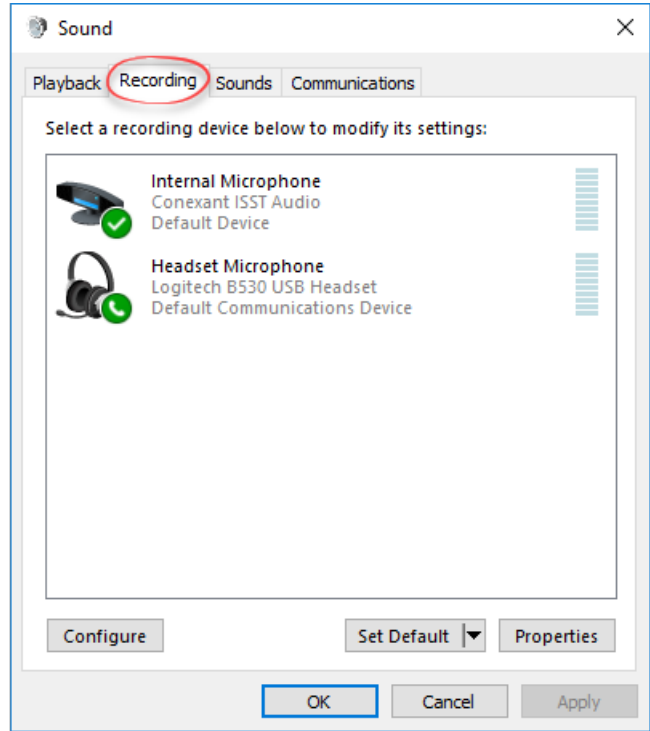 Sound
Playback Recording Sounds Communications
Select a recording device below to modify its settings:
Internal Microphone
Conexant ISST Audio
Default Device
Headset Microphone
Logitech B530 USB Headset
Default Communications Device
Configure Set Default Properties
OK Cancel Apply